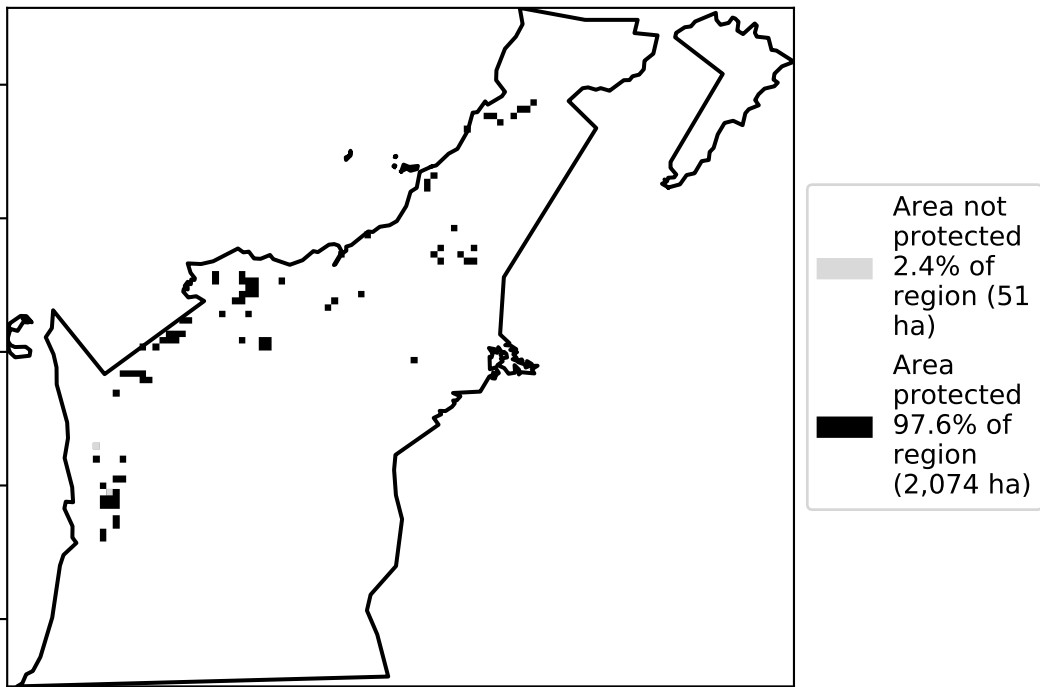 Area not
protected
2.4% of
region (51
ha)
Area
protected
97.6% of
region
(2,074 ha)